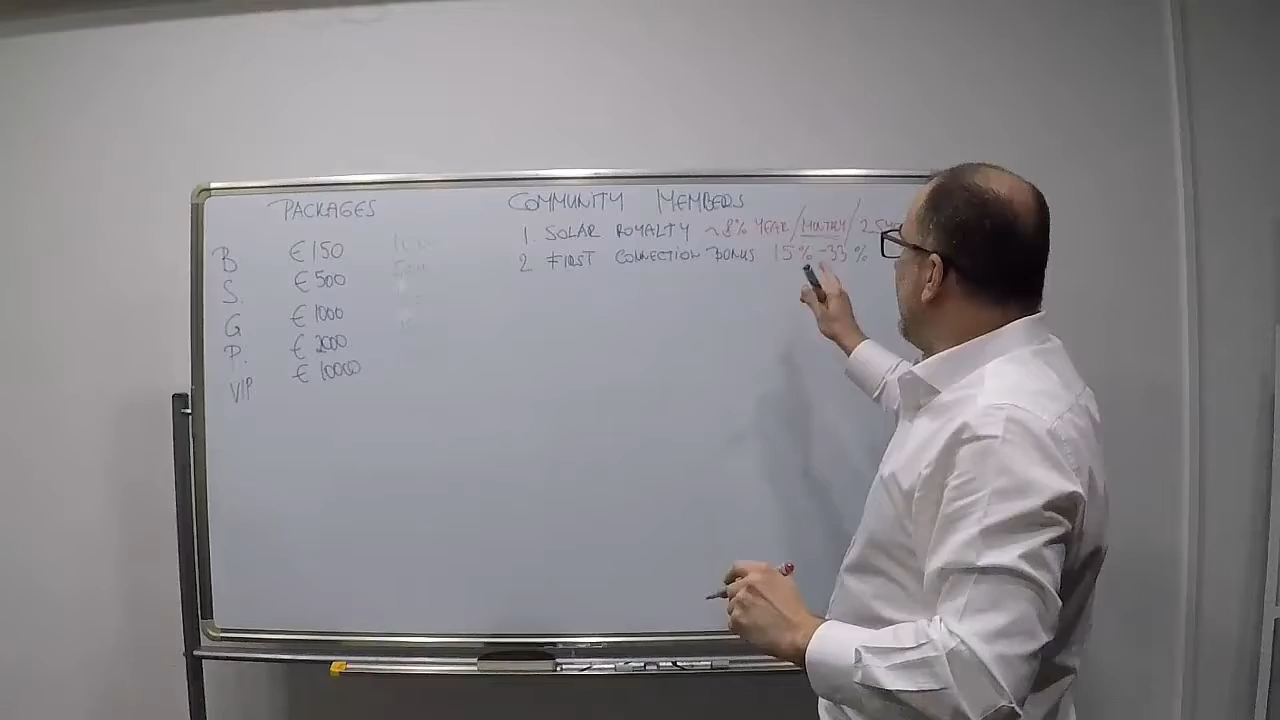 PACKAGES
B € 150
S. € 500
G € 1000
P. € 2000
VIP € 10000
COMMUNITY MEMBERS
1. SOLAR ROYALTY ~8% YEAR/MONTHLY/2
2 FIRST CONNECTION BONUS 15%-33%